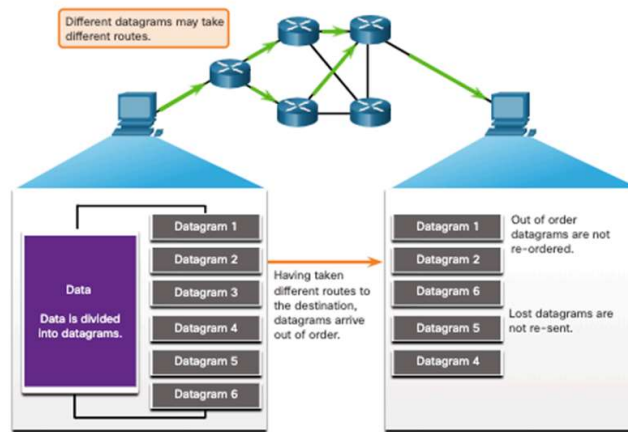 Different datagrams may take
different routes.
Data
Data is divided
into datagrams.
Datagram 1
Datagram 2
Datagram 3
Datagram 4
Datagram 5
Datagram 6
Having taken
different routes to
the destination,
datagrams arrive
out of order.
Datagram 1
Datagram 2
Datagram 6
Datagram 5
Datagram 4
Out of order
datagrams are not
re-ordered.
Lost datagrams are
not re-sent.